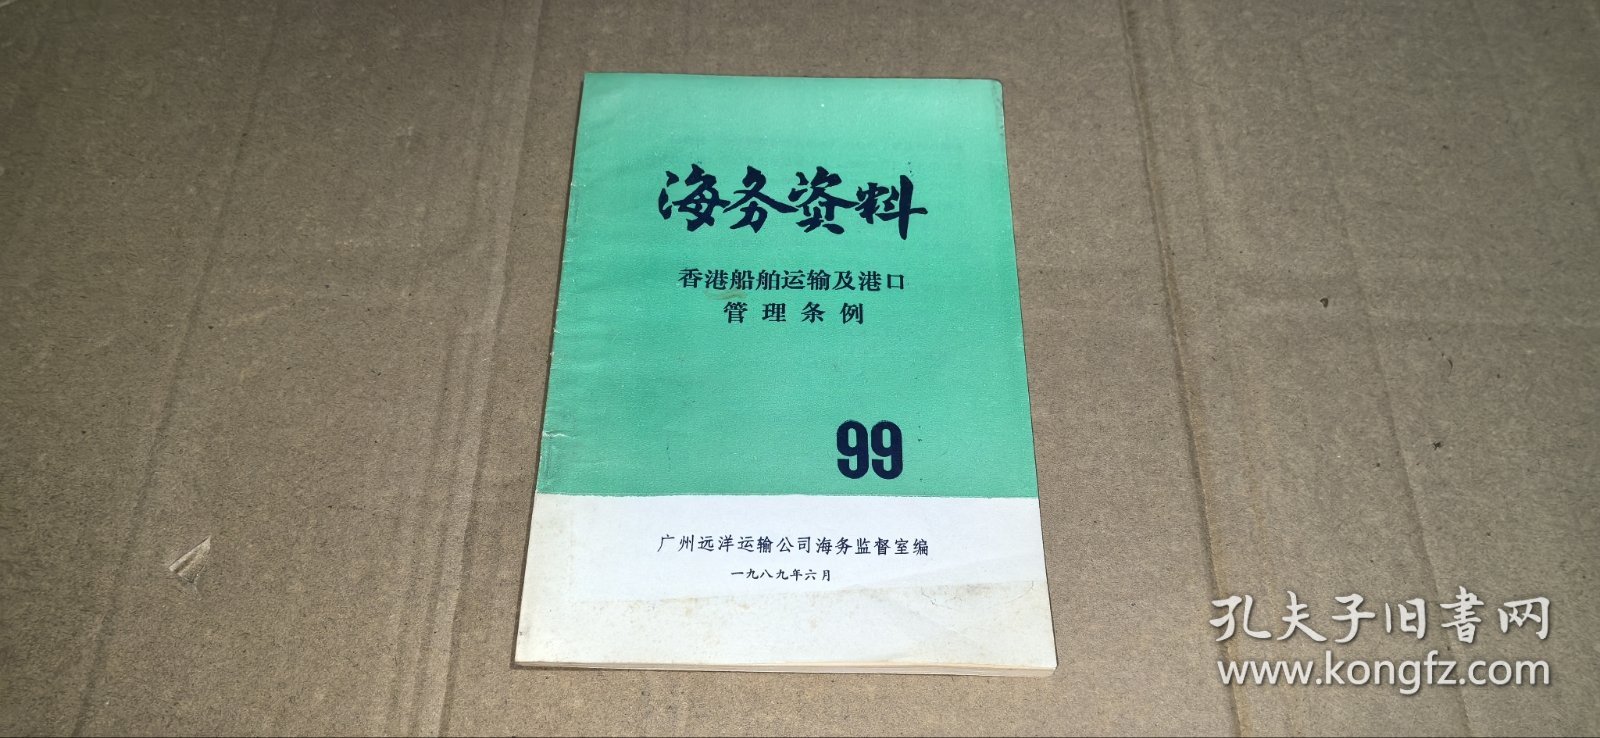 海务资料
香港船舶运输及港口
管理条例
99
广州远洋运输公司海务监督室编
一九八九年六月
孔夫子旧书网
www.kongfz.com